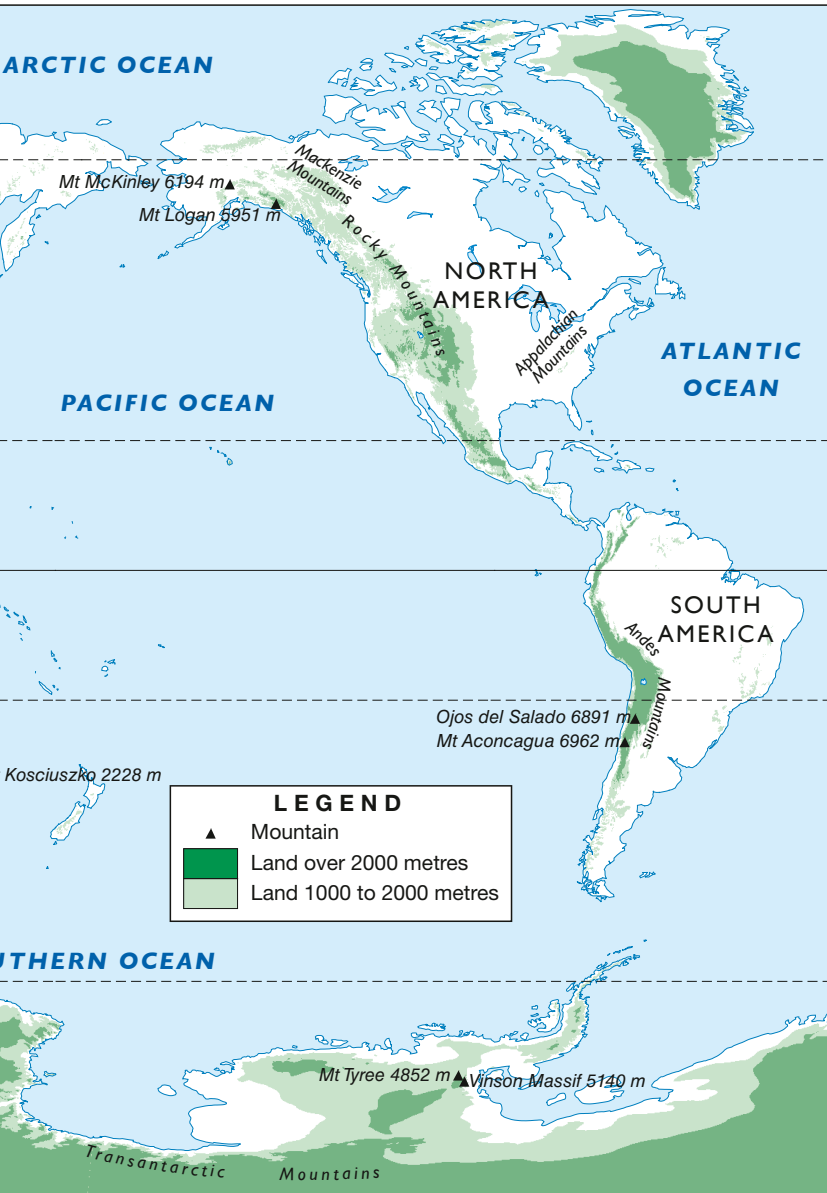 ARCTIC OCEAN
Mackenzie
Mountains
Mt McKinley 6194 m
Mt Logan 5951 m
Rocky Mountains
NORTH
AMERICA
Appalachian
Mountains
ATLANTIC
OCEAN
PACIFIC OCEAN
SOUTH
AMERICA
Andes
Mountains
Ojos del Salado 6891 m
Mt Aconcagua 6962 m
Kosciuszko 2228 m
LEGEND
Mountain
Land over 2000 metres
Land 1000 to 2000 metres
UTHERN OCEAN
Mt Tyree 4852 m
Vinson Massif 5140 m
Transantarctic Mountains